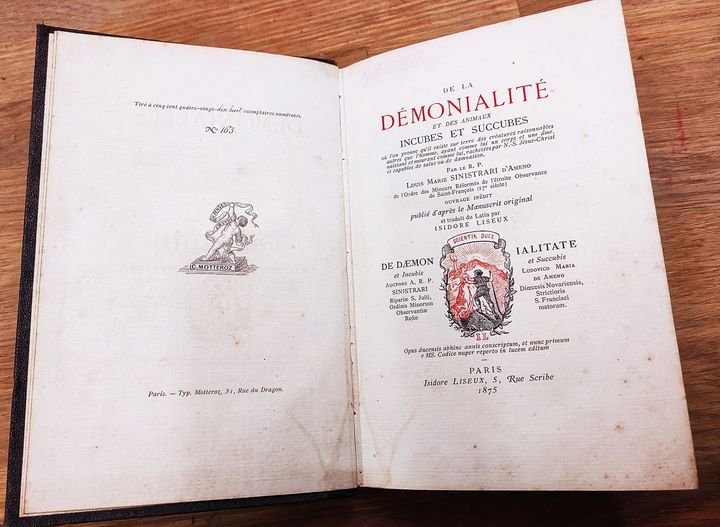 Tiré à cinq cent quatre-vingt-dix huit exemplaires numérotés.
No 163
C. MOTTEROZ
Paris. — Typ. Motteroz, 31, Rue du Dragon.
DE LA
DÉMONIALITÉ
ET DES ANIMAUX
INCUBES ET SUCCUBES
où l'on prouve qu'il existe sur terre des créatures raisonnables
autres que l'homme, ayant comme lui un corps et une âme,
naissant et mourant comme lui, rachetées par N.-S. Jésus-Christ
et capables de salut ou de damnation,
PAR LE R. P.
LOUIS MARIE SINISTRARI D'AMENO
de l'Ordre des Mineurs Réformés de l'étroite Observance
de Saint-François (17e siècle)
OUVRAGE INÉDIT
publié d'après le Manuscrit original
et traduit du Latin par
ISIDORE LISEUX
SCIENTIA DUCE
DE DÆMON
et Incubis
AUCTORE A. R. P.
SINISTRARI
Ripariæ S. Julii,
Ordinis Minorum
Observantiæ
Refor
IALITATE
et Succubis
LUDOVICO MARIA
DE AMENO
Diœcesis Novariensis,
Strictioris
S. Francisci
matorum.
Opus ducentis abhinc annis conscriptum, et nunc primum
e MS. Codice nuper reperto in lucem editum
PARIS
Isidore LISEUX, 5, Rue Scribe
1875